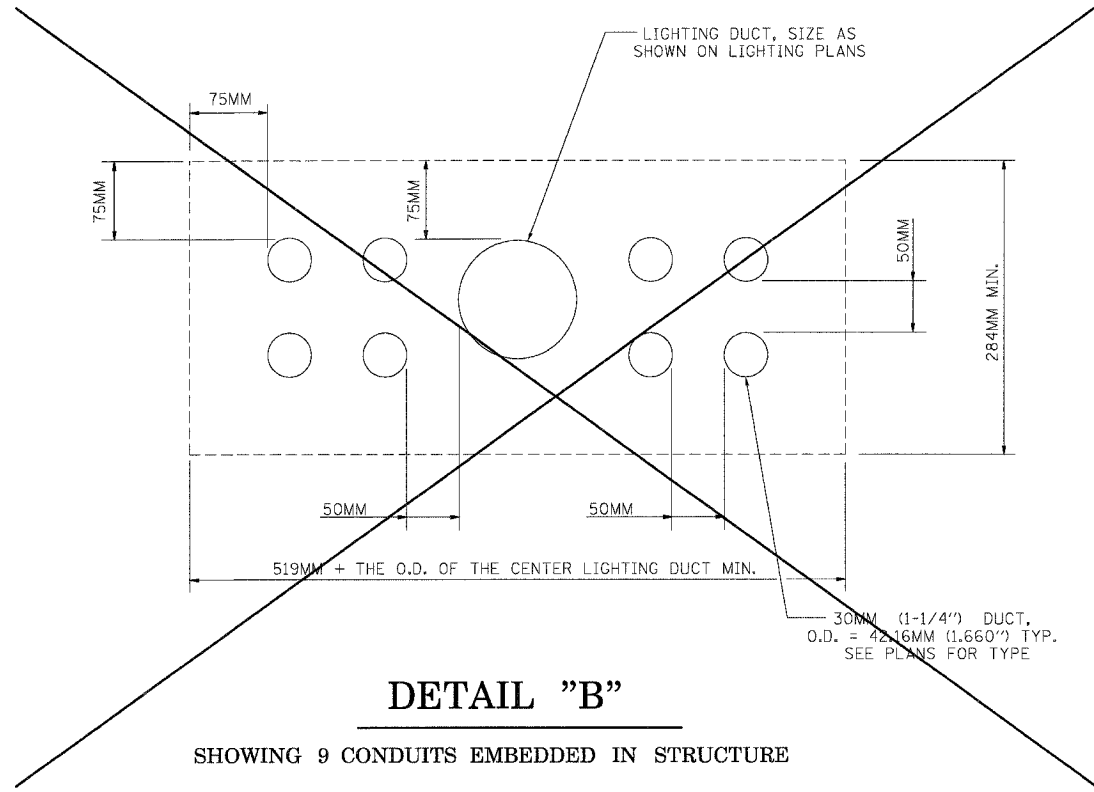 LIGHTING DUCT, SIZE AS
SHOWN ON LIGHTING PLANS
75MM
75MM
75MM
50MM
284MM MIN.
50MM
50MM
519MM + THE O.D. OF THE CENTER LIGHTING DUCT MIN.
30MM (1-1/4") DUCT,
O.D. = 42.16MM (1.660") TYP.
SEE PLANS FOR TYPE
DETAIL "B"
SHOWING 9 CONDUITS EMBEDDED IN STRUCTURE